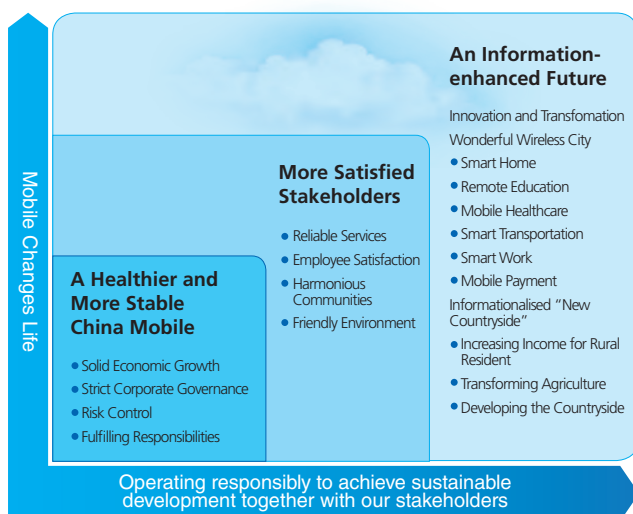 Mobile Changes Life
A Healthier and
More Stable
China Mobile
• Solid Economic Growth
• Strict Corporate Governance
• Risk Control
• Fulfilling Responsibilities
More Satisfied
Stakeholders
• Reliable Services
• Employee Satisfaction
• Harmonious
Communities
• Friendly Environment
An Information-
enhanced Future
Innovation and Transfomation
Wonderful Wireless City
• Smart Home
• Remote Education
• Mobile Healthcare
• Smart Transportation
• Smart Work
• Mobile Payment
Informationalised “New
Countryside”
• Increasing Income for Rural
Resident
• Transforming Agriculture
• Developing the Countryside
Operating responsibly to achieve sustainable
development together with our stakeholders